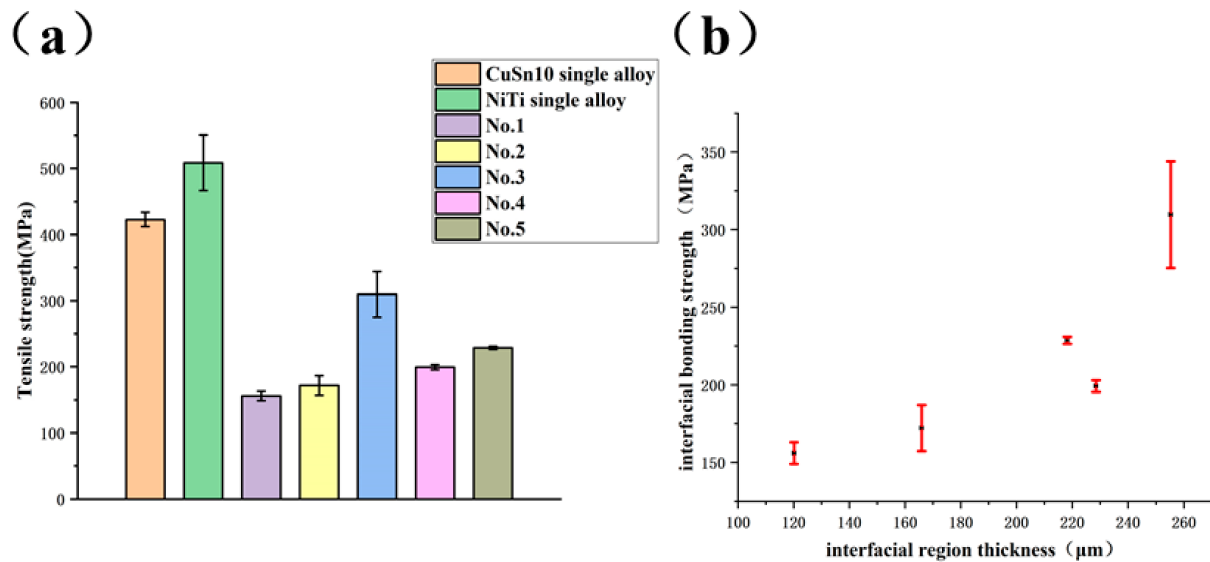 （a）
CuSn10 single alloy
NiTi single alloy
No.1
No.2
No.3
No.4
No.5
Tensile strength(MPa)
600
500
400
300
200
100
0
（b）
interfacial bonding strength （MPa）
350
300
250
200
150
100
120
140
160
180
200
220
240
260
interfacial region thickness（μm）